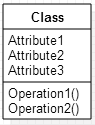 Class
Attribute1
Attribute2
Attribute3
Operation1()
Operation2()